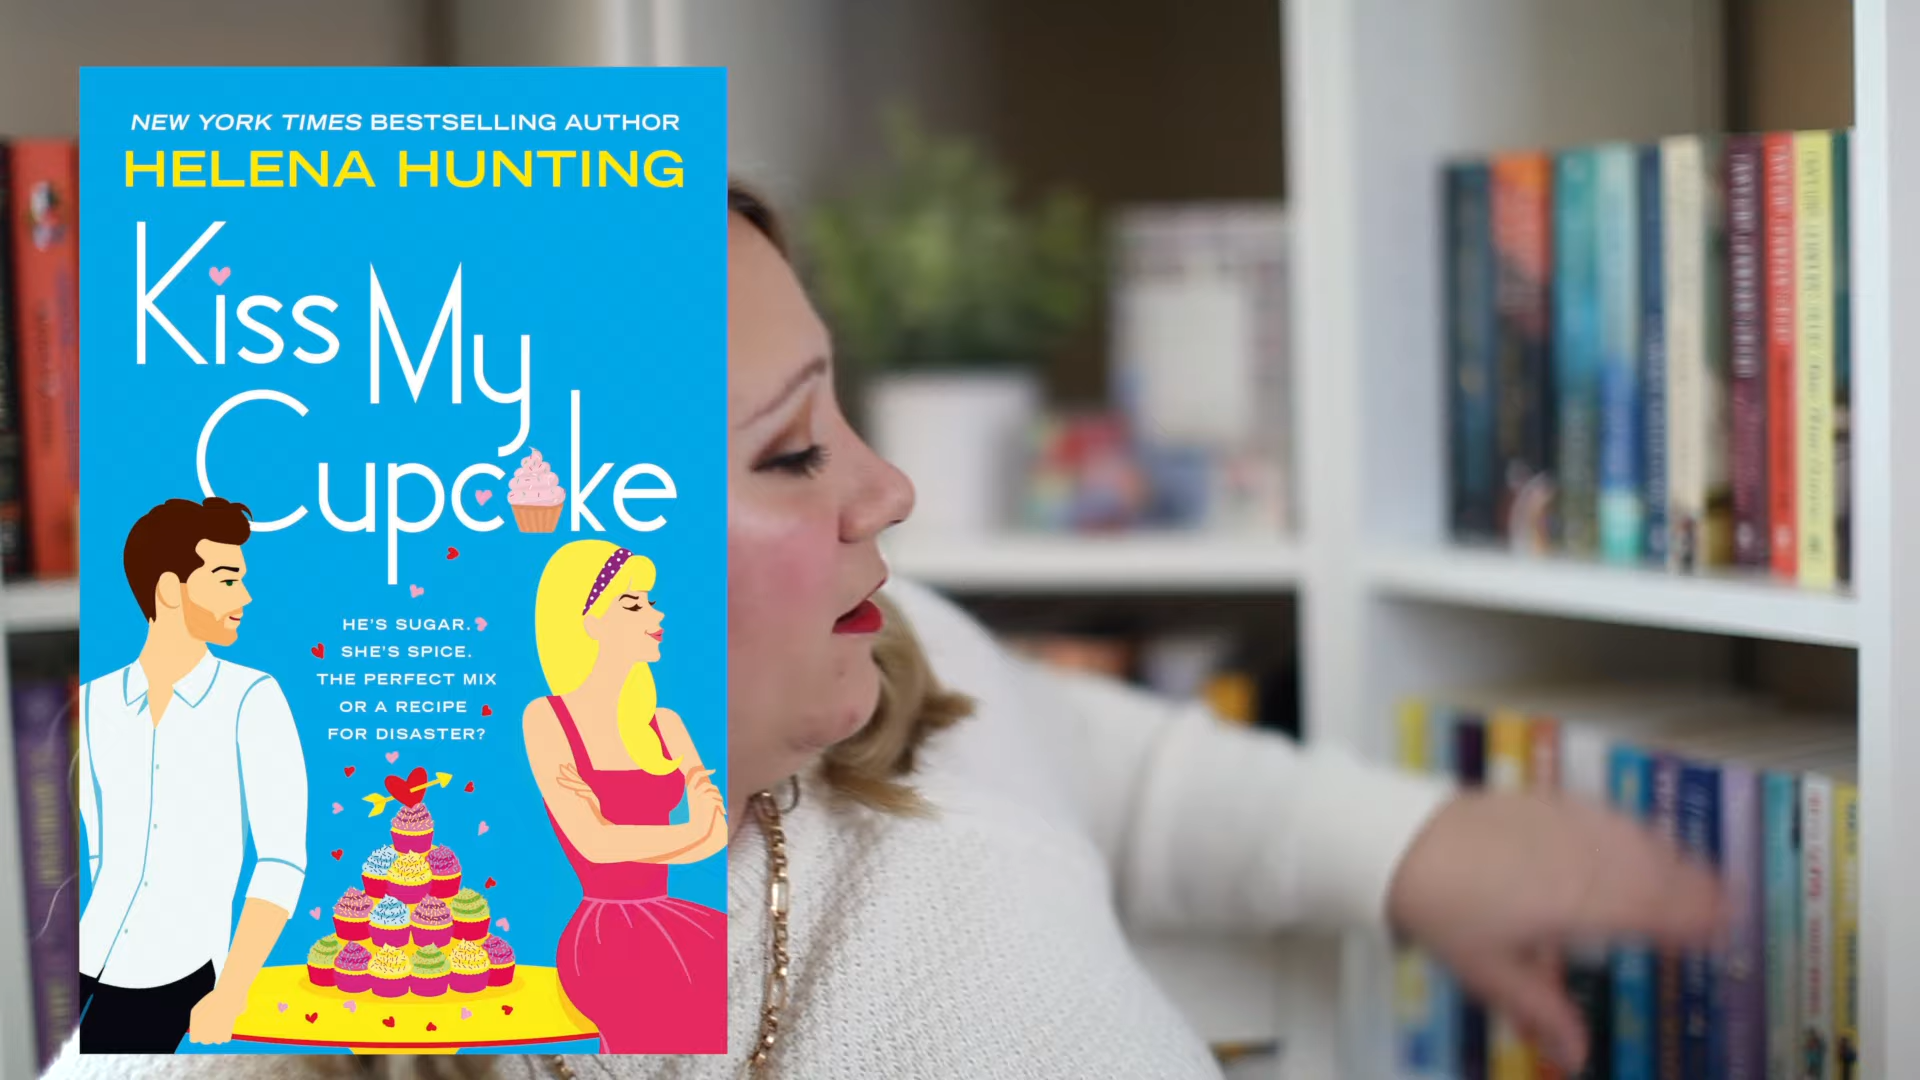 NEW YORK TIMES BESTSELLING AUTHOR
HELENA HUNTING
Kiss My
Cupcake
HE'S SUGAR.
SHE'S SPICE.
THE PERFECT MIX
OR A RECIPE
FOR DISASTER?